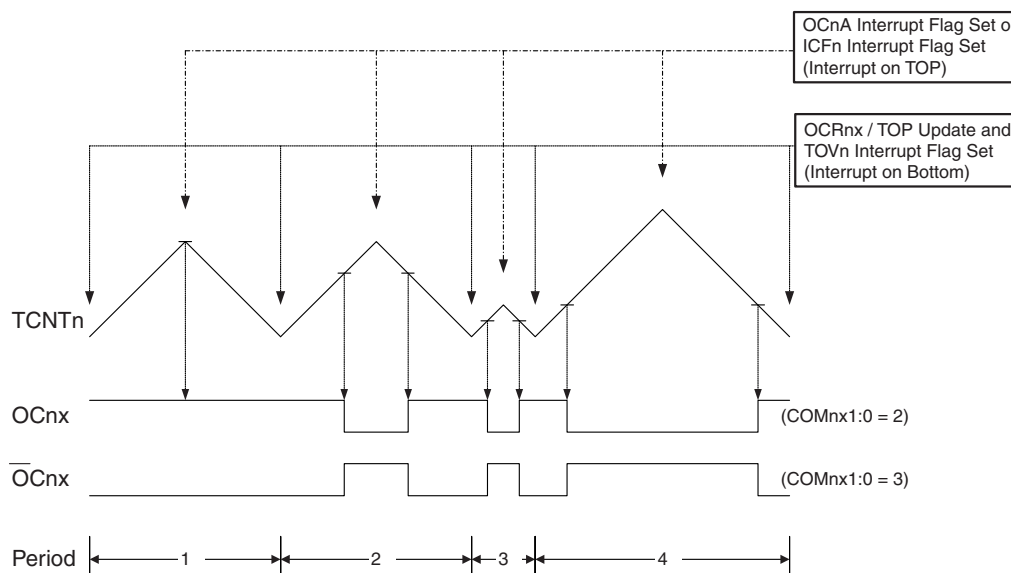 OCnA Interrupt Flag Set o
ICFn Interrupt Flag Set
(Interrupt on TOP)
OCRnx / TOP Update and
TOVn Interrupt Flag Set
(Interrupt on Bottom)
TCNTn
OCnx
(COMnx1:0 = 2)
O̅Cnx
(COMnx1:0 = 3)
Period
1
2
3
4